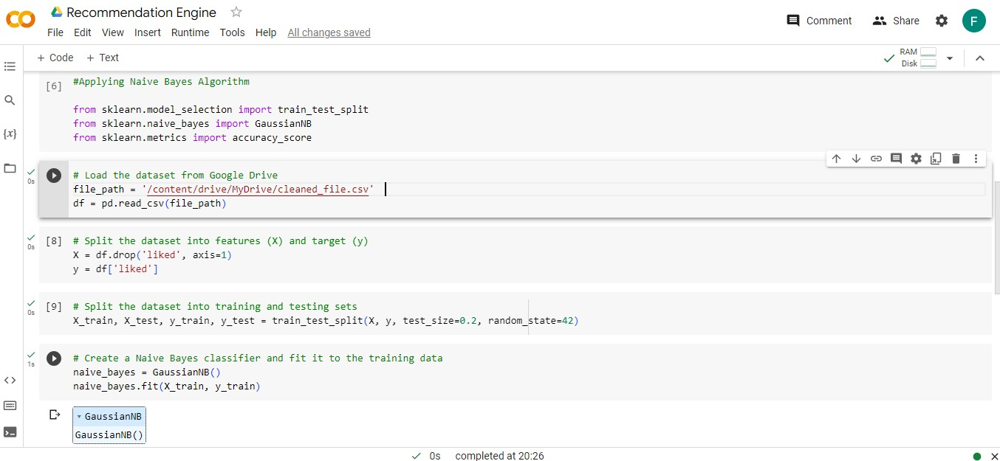 Recommendation Engine
File Edit View Insert Runtime Tools Help All changes saved
Comment Share F
+ Code + Text
RAM
Disk
[6] #Applying Naive Bayes Algorithm
from sklearn.model_selection import train_test_split
from sklearn.naive_bayes import GaussianNB
from sklearn.metrics import accuracy_score
{x}
0s
# Load the dataset from Google Drive
file_path = '/content/drive/MyDrive/cleaned_file.csv'
df = pd.read_csv(file_path)
0s
[8] # Split the dataset into features (X) and target (y)
X = df.drop('liked', axis=1)
y = df['liked']
0s
[9] # Split the dataset into training and testing sets
X_train, X_test, y_train, y_test = train_test_split(X, y, test_size=0.2, random_state=42)
1s
# Create a Naive Bayes classifier and fit it to the training data
naive_bayes = GaussianNB()
naive_bayes.fit(X_train, y_train)
GaussianNB
GaussianNB()
0s completed at 20:26